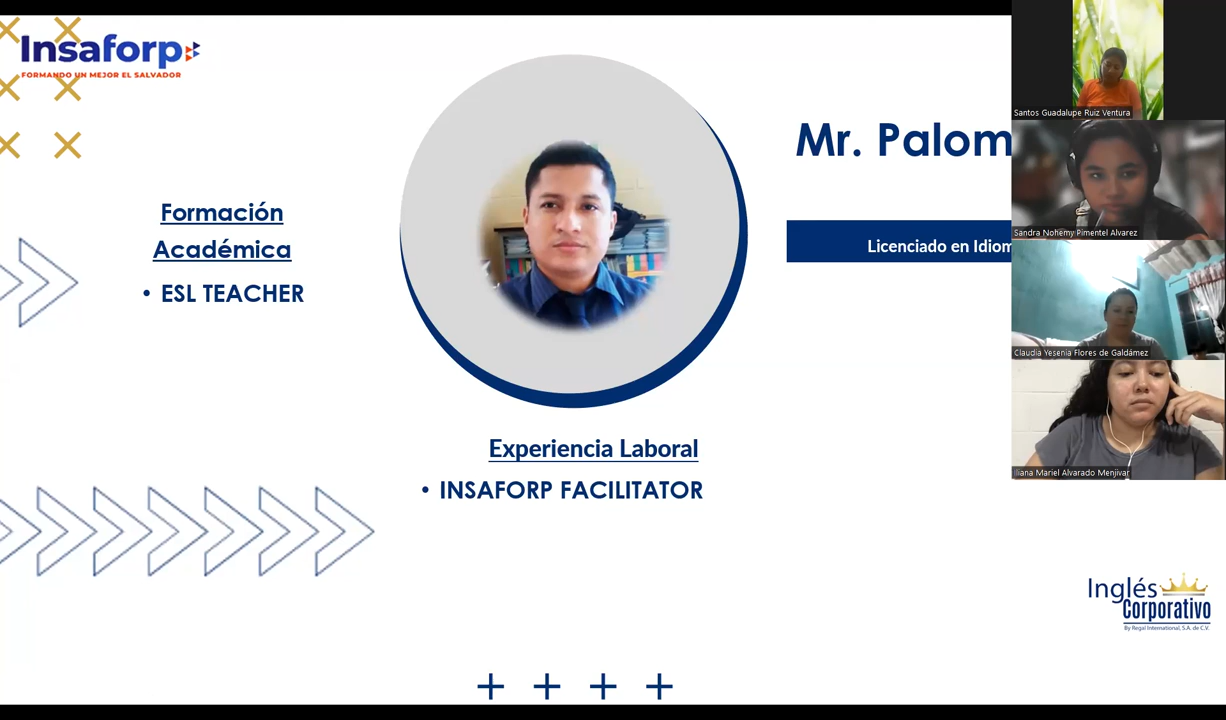 Insaforp
FORMANDO UN MEJOR EL SALVADOR
Formación
Académica
• ESL TEACHER
Mr. Palom
Licenciado en Idiom
Experiencia Laboral
• INSAFORP FACILITATOR
Santos Guadalupe Ruiz Ventura
Sandra Nohemy Pimentel Alvarez
Claudia Yesenia Flores de Galdámez
Iliana Mariel Alvarado Menjivar
Inglés
Corporativo
By Regal International, S.A. de C.V.